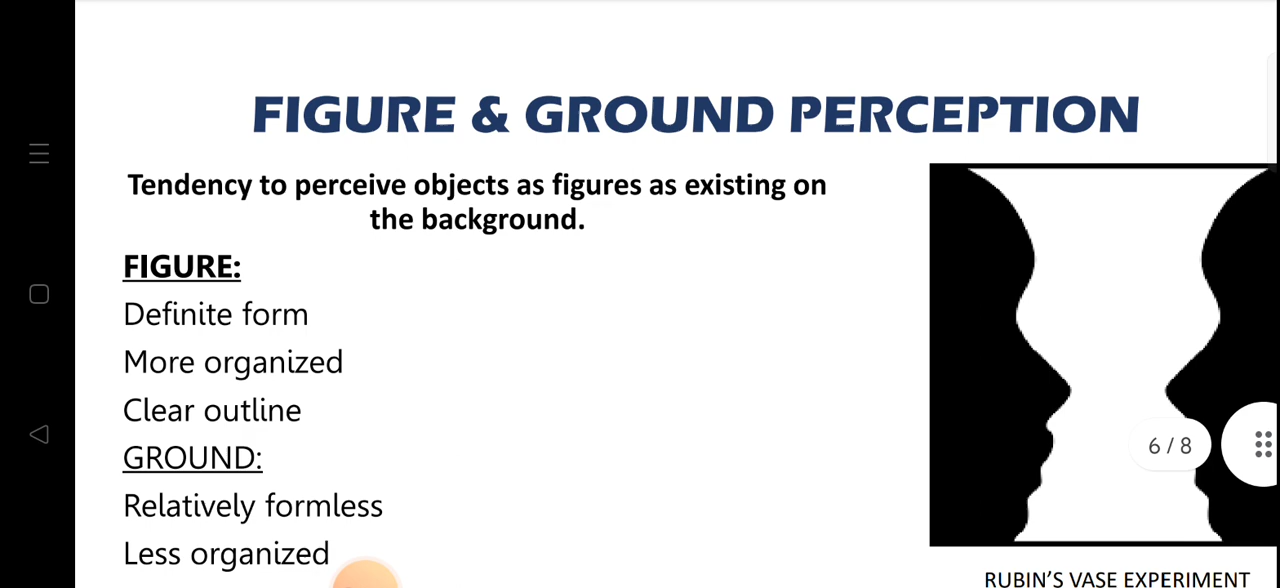 FIGURE & GROUND PERCEPTION
Tendency to perceive objects as figures as existing on
the background.
FIGURE:
Definite form
More organized
Clear outline
GROUND:
Relatively formless
Less organized
6 / 8
RUBIN'S VASE EXPERIMENT